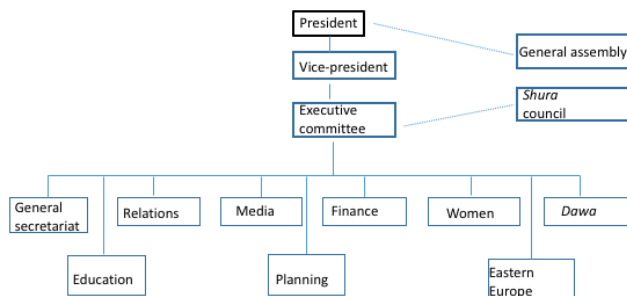 President
General assembly
Vice-president
Shura
council
Executive
committee
General
secretariat
Relations
Media
Finance
Women
Dawa
Education
Planning
Eastern
Europe